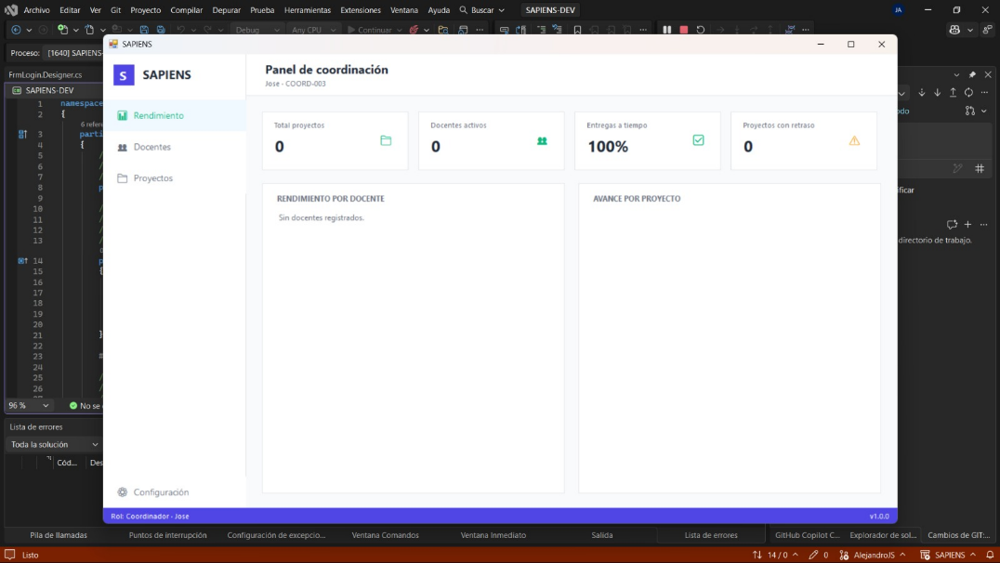 Archivo Editar Ver Git Proyecto Compilar Depurar Prueba Herramientas Extensiones Ventana Ayuda Buscar SAPIENS-DEV JA
Debug Any CPU Continuar
Proceso: [1640] SAPIENS-
FrmLogin.Designer.cs
SAPIENS-DEV
1 namespace
2 {
6 refere
3 parti
4 {
5 /
6 /
7 /
8 p
9
10 /
11 /
12 /
13 /
14 p
15 {
16
17
18
19
20
21 }
22
23 #
24
25 /
26 /
96 %
No se
Lista de errores
Toda la solución
Cód... Des
SAPIENS
S SAPIENS
Rendimiento
Docentes
Proyectos
Configuración
Panel de coordinación
Jose - COORD-003
Total proyectos
0
Docentes activos
0
Entregas a tiempo
100%
Proyectos con retraso
0
RENDIMIENTO POR DOCENTE
Sin docentes registrados.
AVANCE POR PROYECTO
Rol: Coordinador - Jose v1.0.0
ificar
directorio de trabajo.
Pila de llamadas Puntos de interrupción Configuración de excepcio... Ventana Comandos Ventana Inmediato Salida Lista de errores GitHub Copilot C... Explorador de sol... Cambios de GIT:...
Listo 14 / 0 0 AlejandroJS SAPIENS